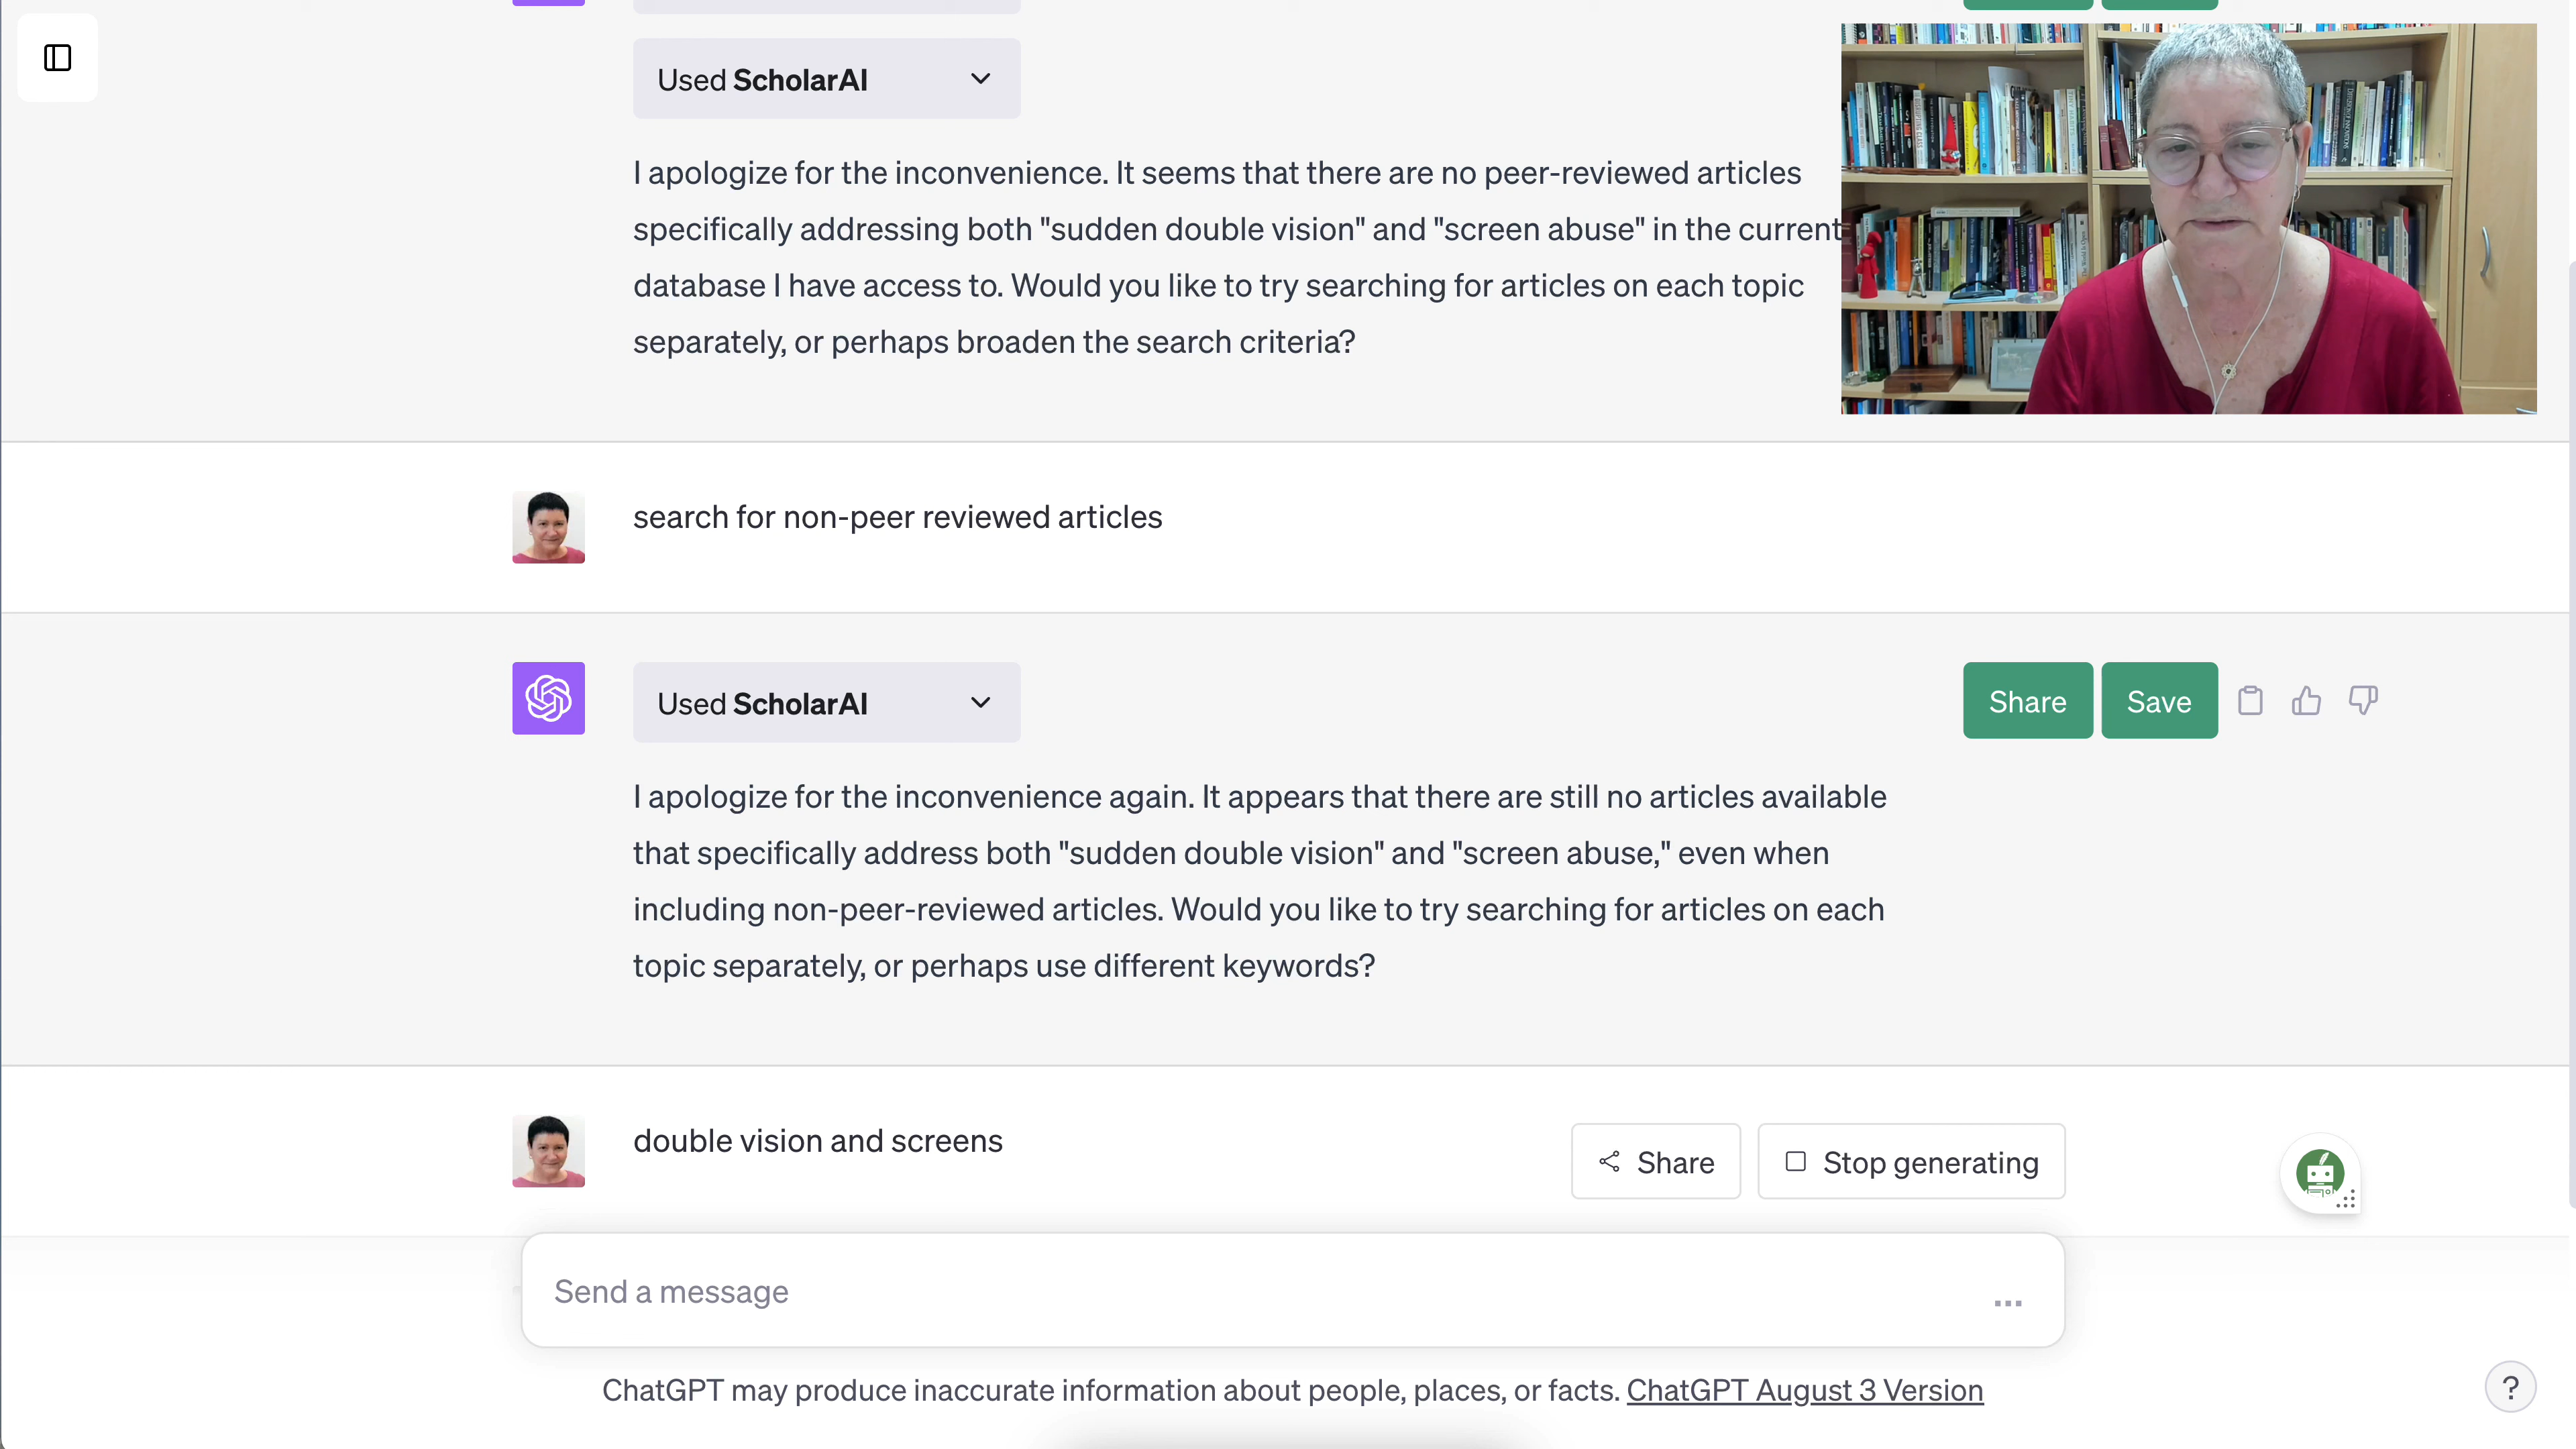 Used ScholarAI
I apologize for the inconvenience. It seems that there are no peer-reviewed articles
specifically addressing both "sudden double vision" and "screen abuse" in the current
database I have access to. Would you like to try searching for articles on each topic
separately, or perhaps broaden the search criteria?
search for non-peer reviewed articles
Used ScholarAI
Share Save
I apologize for the inconvenience again. It appears that there are still no articles available
that specifically address both "sudden double vision" and "screen abuse," even when
including non-peer-reviewed articles. Would you like to try searching for articles on each
topic separately, or perhaps use different keywords?
double vision and screens
Share Stop generating
Send a message
ChatGPT may produce inaccurate information about people, places, or facts. ChatGPT August 3 Version
?